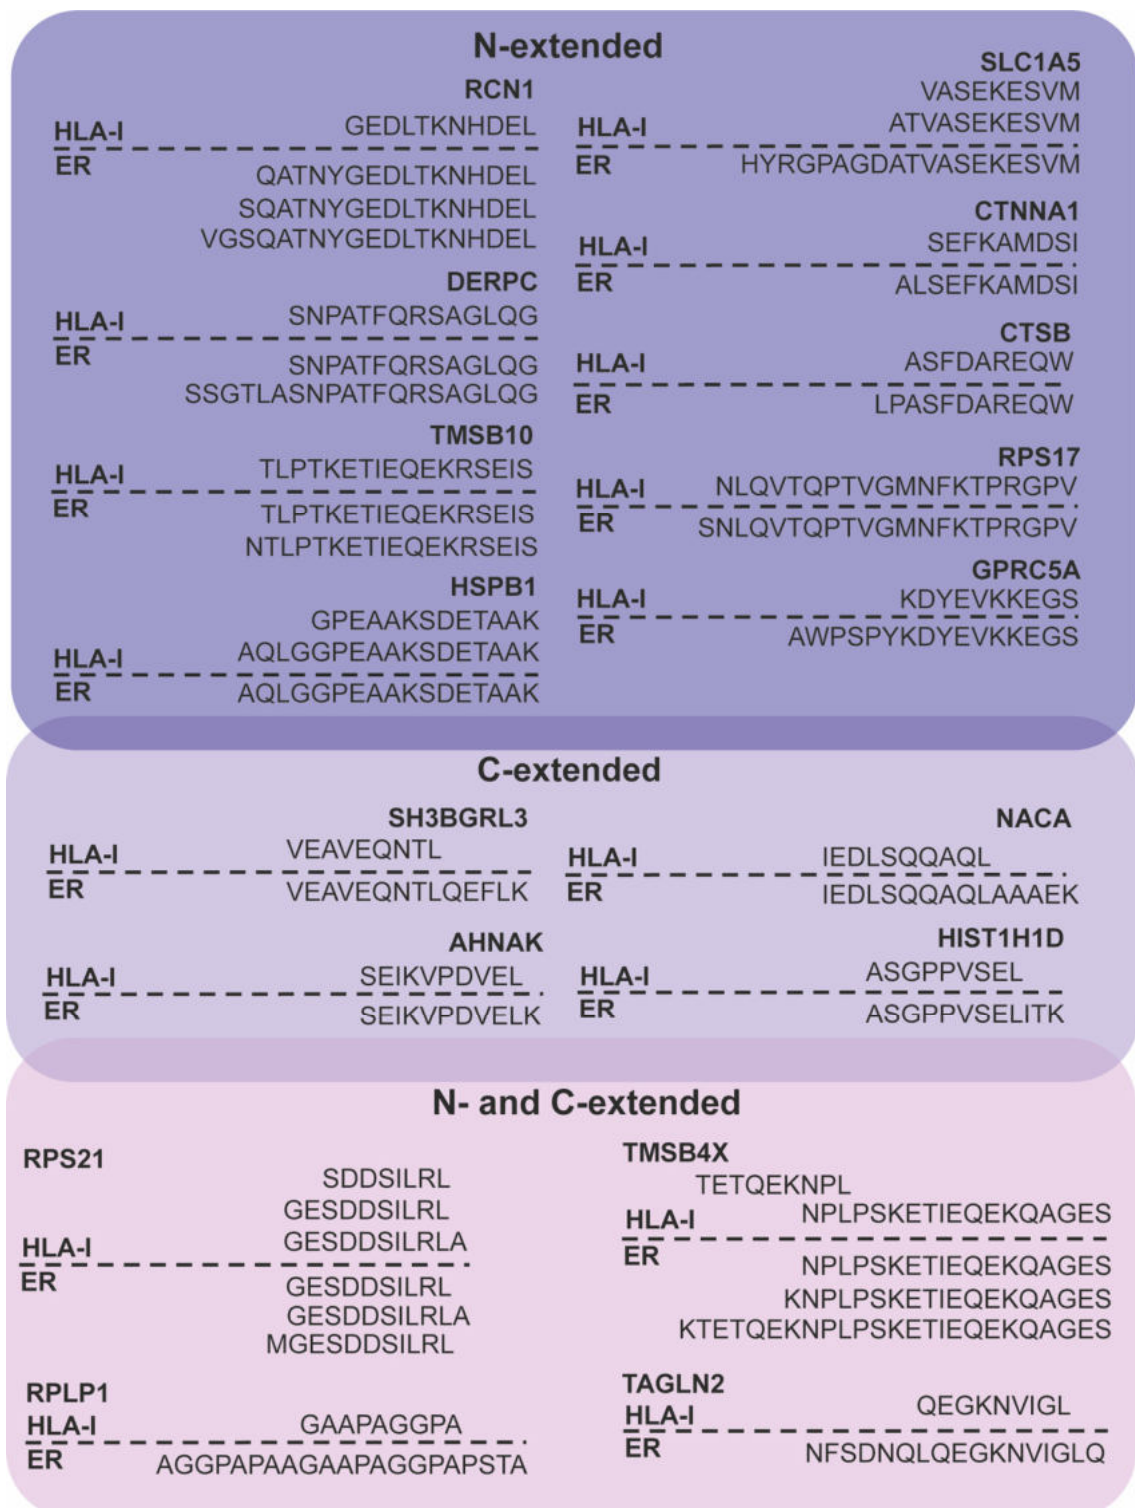 N-extended
RCN1
HLA-I GEDLTKNHDEL
ER
QATNYGEDLTKNHDEL
SQATNYGEDLTKNHDEL
VGSQATNYGEDLTKNHDEL
DERPC
HLA-I SNPATFQRSAGLQG
ER SNPATFQRSAGLQG
SSGTLASNPATFQRSAGLQG
TMSB10
HLA-I TLPTKETIEQEKRSEIS
ER TLPTKETIEQEKRSEIS
NTLPTKETIEQEKRSEIS
HSPB1
GPEAAKSDETAAK
HLA-I AQLGGPEAAKSDETAAK
ER AQLGGPEAAKSDETAAK
SLC1A5
VASEKESVM
HLA-I ATVASEKESVM
ER HYRGPAGDATVASEKESVM
CTNNA1
HLA-I SEFKAMDSI
ER ALSEFKAMDSI
CTSB
HLA-I ASFDAREQW
ER LPASFDAREQW
RPS17
HLA-I NLQVTQPTVGMNFKTPRGPV
ER SNLQVTQPTVGMNFKTPRGPV
GPRC5A
HLA-I KDYEVKKEGS
ER AWPSPYKDYEVKKEGS
C-extended
SH3BGRL3
HLA-I VEAVEQNTL
ER VEAVEQNTLQEFLK
AHNAK
HLA-I SEIKVPDVEL
ER SEIKVPDVELK
NACA
HLA-I IEDLSQQAQL
ER IEDLSQQAQLAAAEK
HIST1H1D
HLA-I ASGPPVSEL
ER ASGPPVSELITK
N- and C-extended
RPS21
SDDSILRL
GESDDSILRL
HLA-I GESDDSILRLA
ER GESDDSILRL
GESDDSILRLA
MGESDDSILRL
RPLP1
HLA-I GAAPAGGPA
ER AGGPAPAAGAAPAGGPAPSTA
TMSB4X
TETQEKNPL
HLA-I NPLPSKETIEQEKQAGES
ER NPLPSKETIEQEKQAGES
KNPLPSKETIEQEKQAGES
KTETQEKNPLPSKETIEQEKQAGES
TAGLN2
HLA-I QEGKNVIGL
ER NFSDNQLQEGKNVIGLQ